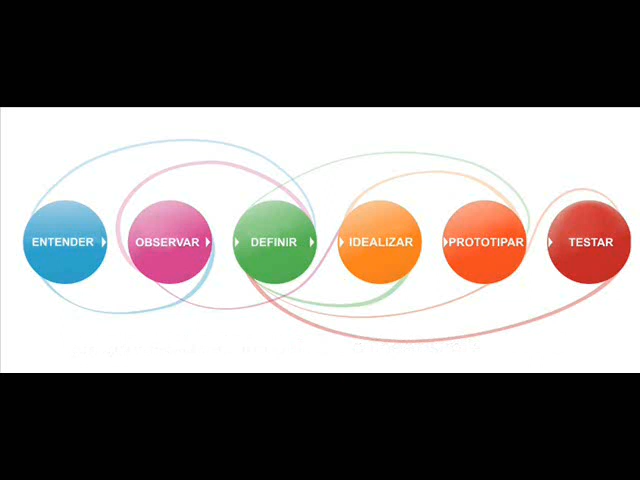 ENTENDER
OBSERVAR
DEFINIR
IDEALIZAR
PROTOTIPAR
TESTAR